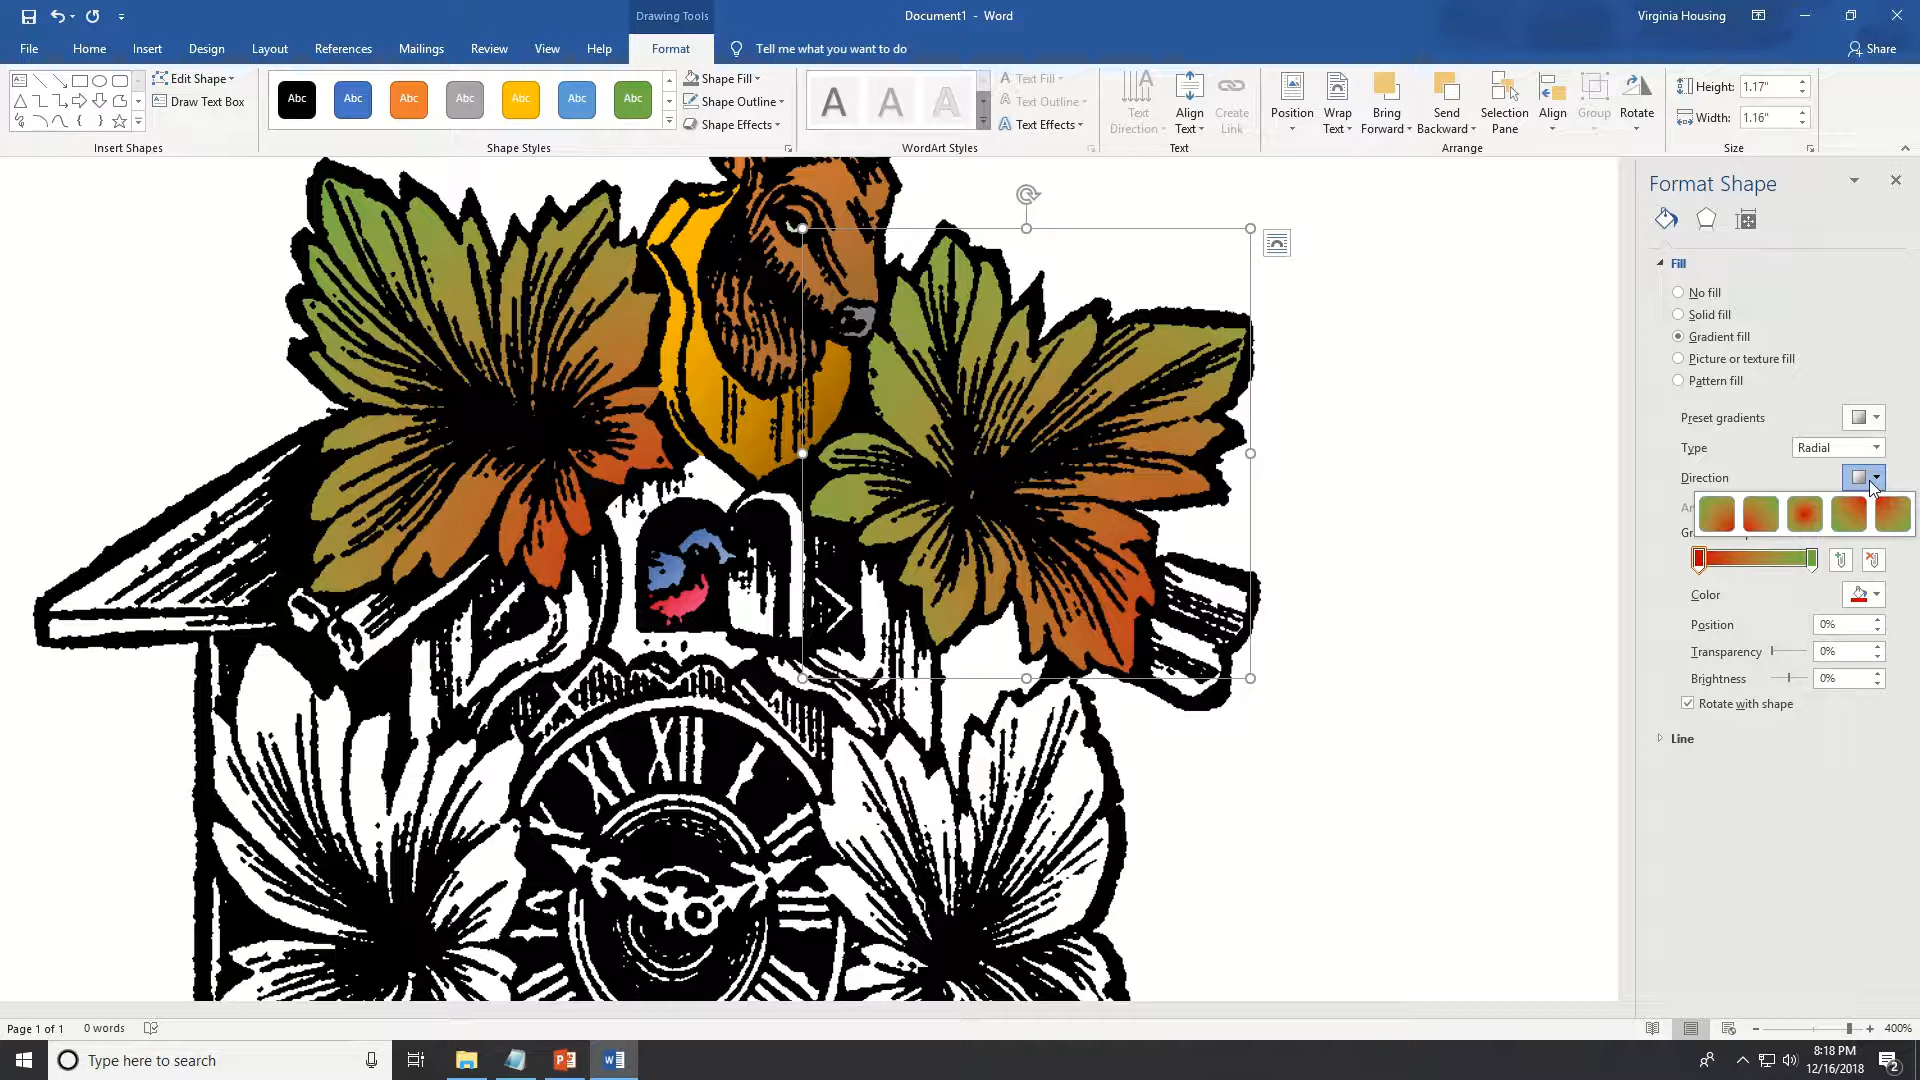 Drawing Tools
Document1 - Word
Virginia Housing
File Home Insert Design Layout References Mailings Review View Help Format Tell me what you want to do Share
Edit Shape
Draw Text Box
Insert Shapes
Abc Abc Abc Abc Abc Abc Abc
Shape Fill
Shape Outline
Shape Effects
Shape Styles
A A A
Text Fill
Text Outline
Text Effects
WordArt Styles
Text Direction
Align Text
Create Link
Text
Position
Wrap Text
Bring Forward
Send Backward
Selection Pane
Align
Group
Rotate
Arrange
Height: 1.17"
Width: 1.16"
Size
Format Shape
Fill
No fill
Solid fill
Gradient fill
Picture or texture fill
Pattern fill
Preset gradients
Type Radial
Direction
Color
Position 0%
Transparency 0%
Brightness 0%
Rotate with shape
Line
XII
Page 1 of 1 0 words
400%
Type here to search
8:18 PM
12/16/2018
2